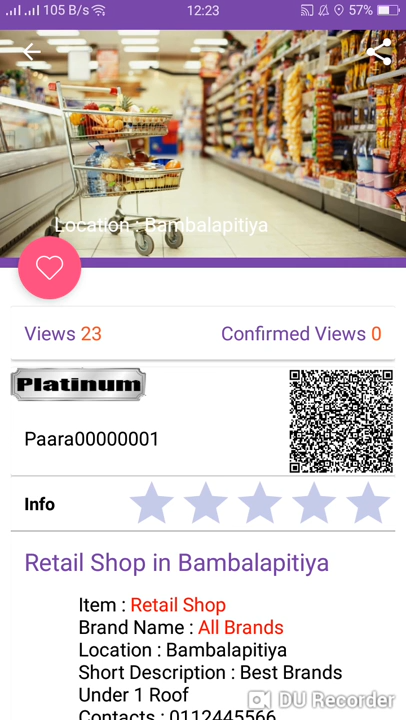 105 B/s
12:23
57%
Location : Bambalapitiya
Views 23
Confirmed Views 0
Platinum
Paara00000001
Info
Retail Shop in Bambalapitiya
Item : Retail Shop
Brand Name : All Brands
Location : Bambalapitiya
Short Description : Best Brands
Under 1 Roof
Contacts : 0112445566
DU Recorder